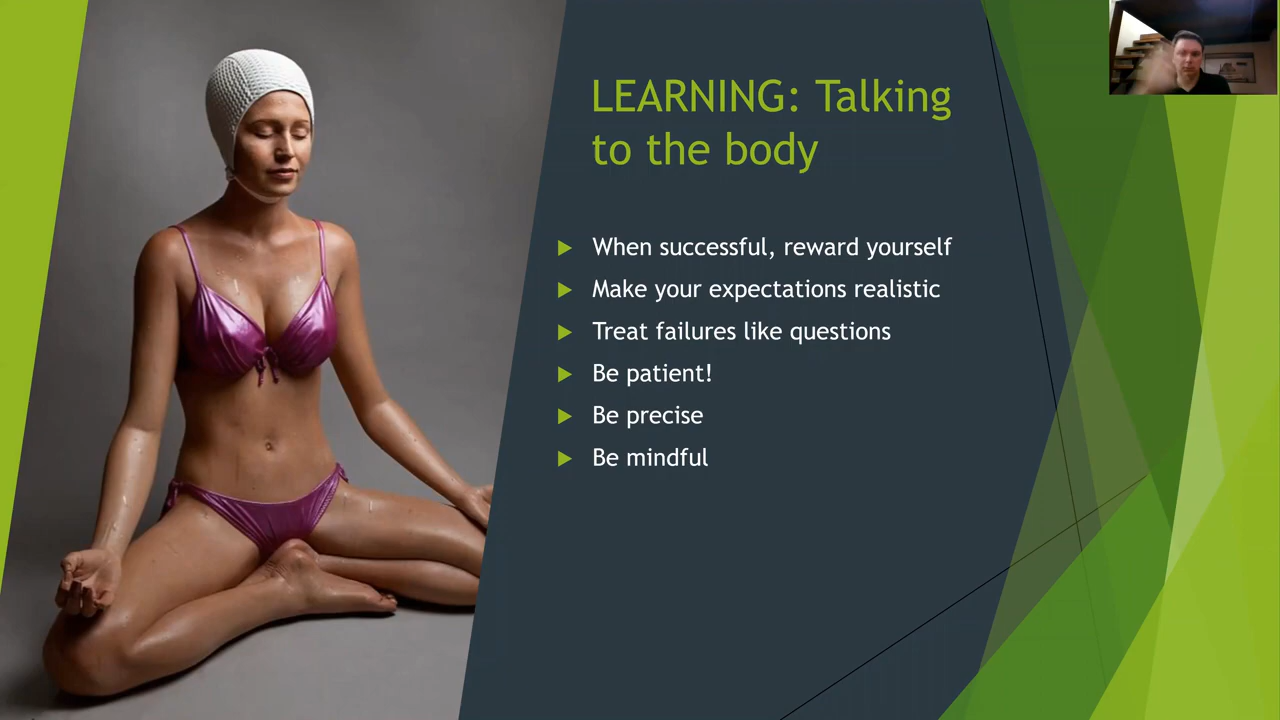 LEARNING: Talking
to the body
When successful, reward yourself
Make your expectations realistic
Treat failures like questions
Be patient!
Be precise
Be mindful